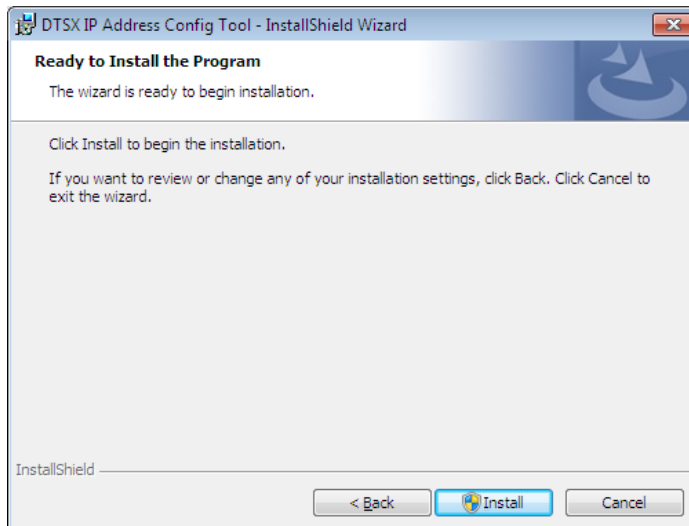 DTSX IP Address Config Tool - InstallShield Wizard
Ready to Install the Program
The wizard is ready to begin installation.
Click Install to begin the installation.
If you want to review or change any of your installation settings, click Back. Click Cancel to
exit the wizard.
InstallShield
< Back
Install
Cancel